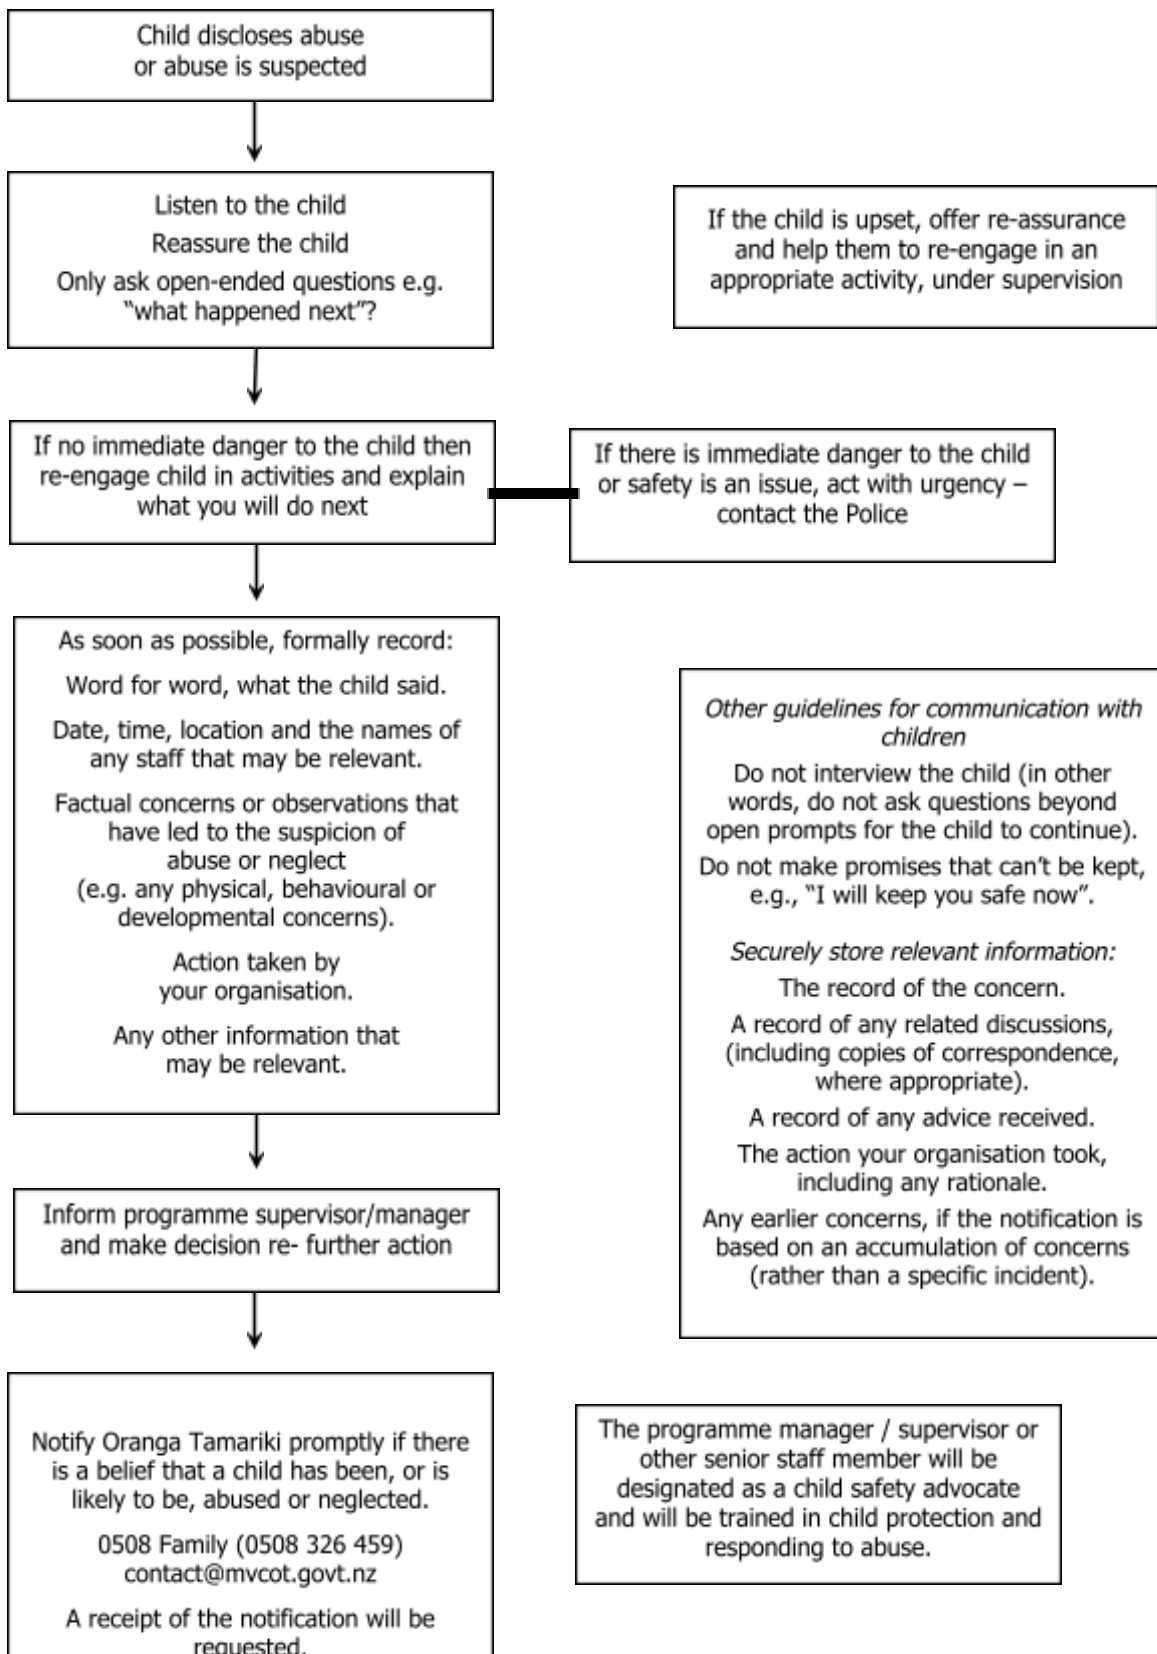 Child discloses abuse
or abuse is suspected
Listen to the child
Reassure the child
Only ask open-ended questions e.g.
“what happened next”?
If the child is upset, offer re-assurance
and help them to re-engage in an
appropriate activity, under supervision
If no immediate danger to the child then
re-engage child in activities and explain
what you will do next
If there is immediate danger to the child
or safety is an issue, act with urgency –
contact the Police
As soon as possible, formally record:
Word for word, what the child said.
Date, time, location and the names of
any staff that may be relevant.
Factual concerns or observations that
have led to the suspicion of
abuse or neglect
(e.g. any physical, behavioural or
developmental concerns).
Action taken by
your organisation.
Any other information that
may be relevant.
Other guidelines for communication with
children
Do not interview the child (in other
words, do not ask questions beyond
open prompts for the child to continue).
Do not make promises that can’t be kept,
e.g., “I will keep you safe now”.
Securely store relevant information:
The record of the concern.
A record of any related discussions,
(including copies of correspondence,
where appropriate).
A record of any advice received.
The action your organisation took,
including any rationale.
Any earlier concerns, if the notification is
based on an accumulation of concerns
(rather than a specific incident).
Inform programme supervisor/manager
and make decision re- further action
Notify Oranga Tamariki promptly if there
is a belief that a child has been, or is
likely to be, abused or neglected.
0508 Family (0508 326 459)
contact@mvcot.govt.nz
A receipt of the notification will be
requested.
The programme manager / supervisor or
other senior staff member will be
designated as a child safety advocate
and will be trained in child protection and
responding to abuse.